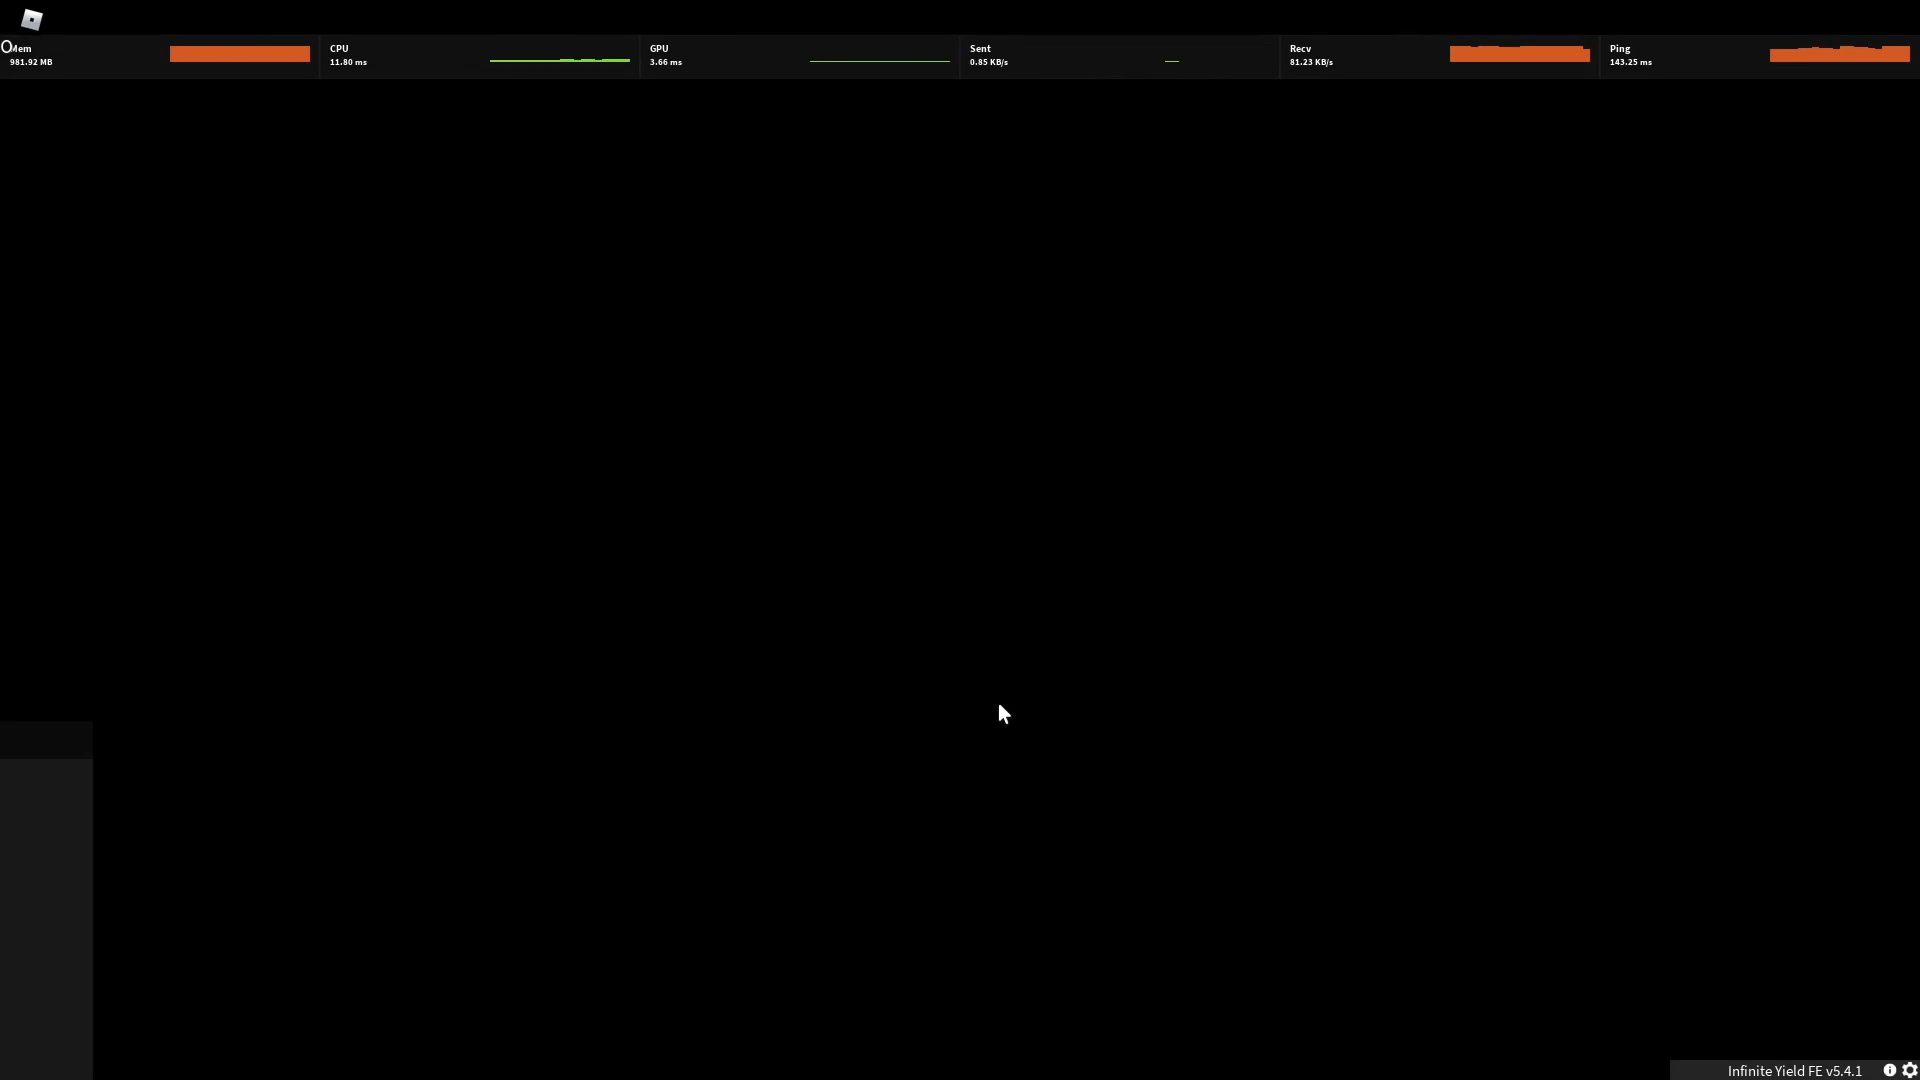 O
Mem
981.92 MB
CPU
11.80 ms
GPU
3.66 ms
Sent
0.85 KB/s
Recv
81.23 KB/s
Ping
143.25 ms
Infinite Yield FE v5.4.1